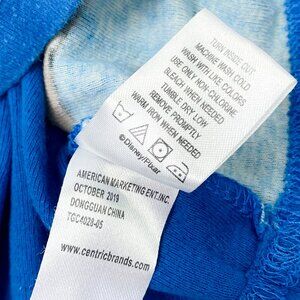 TURN INSIDE OUT
MACHINE WASH COLD
WASH WITH LIKE COLORS
USE ONLY NON-CHLORINE
BLEACH WHEN NEEDED
TUMBLE DRY LOW
REMOVE PROMPTLY
WARM IRON WHEN NEEDED
©Disney/Pixar
AMERICAN MARKETING ENT.INC.
OCTOBER 2019
DONGGUAN CHINA
TGC4029-05
www.centricbrands.com